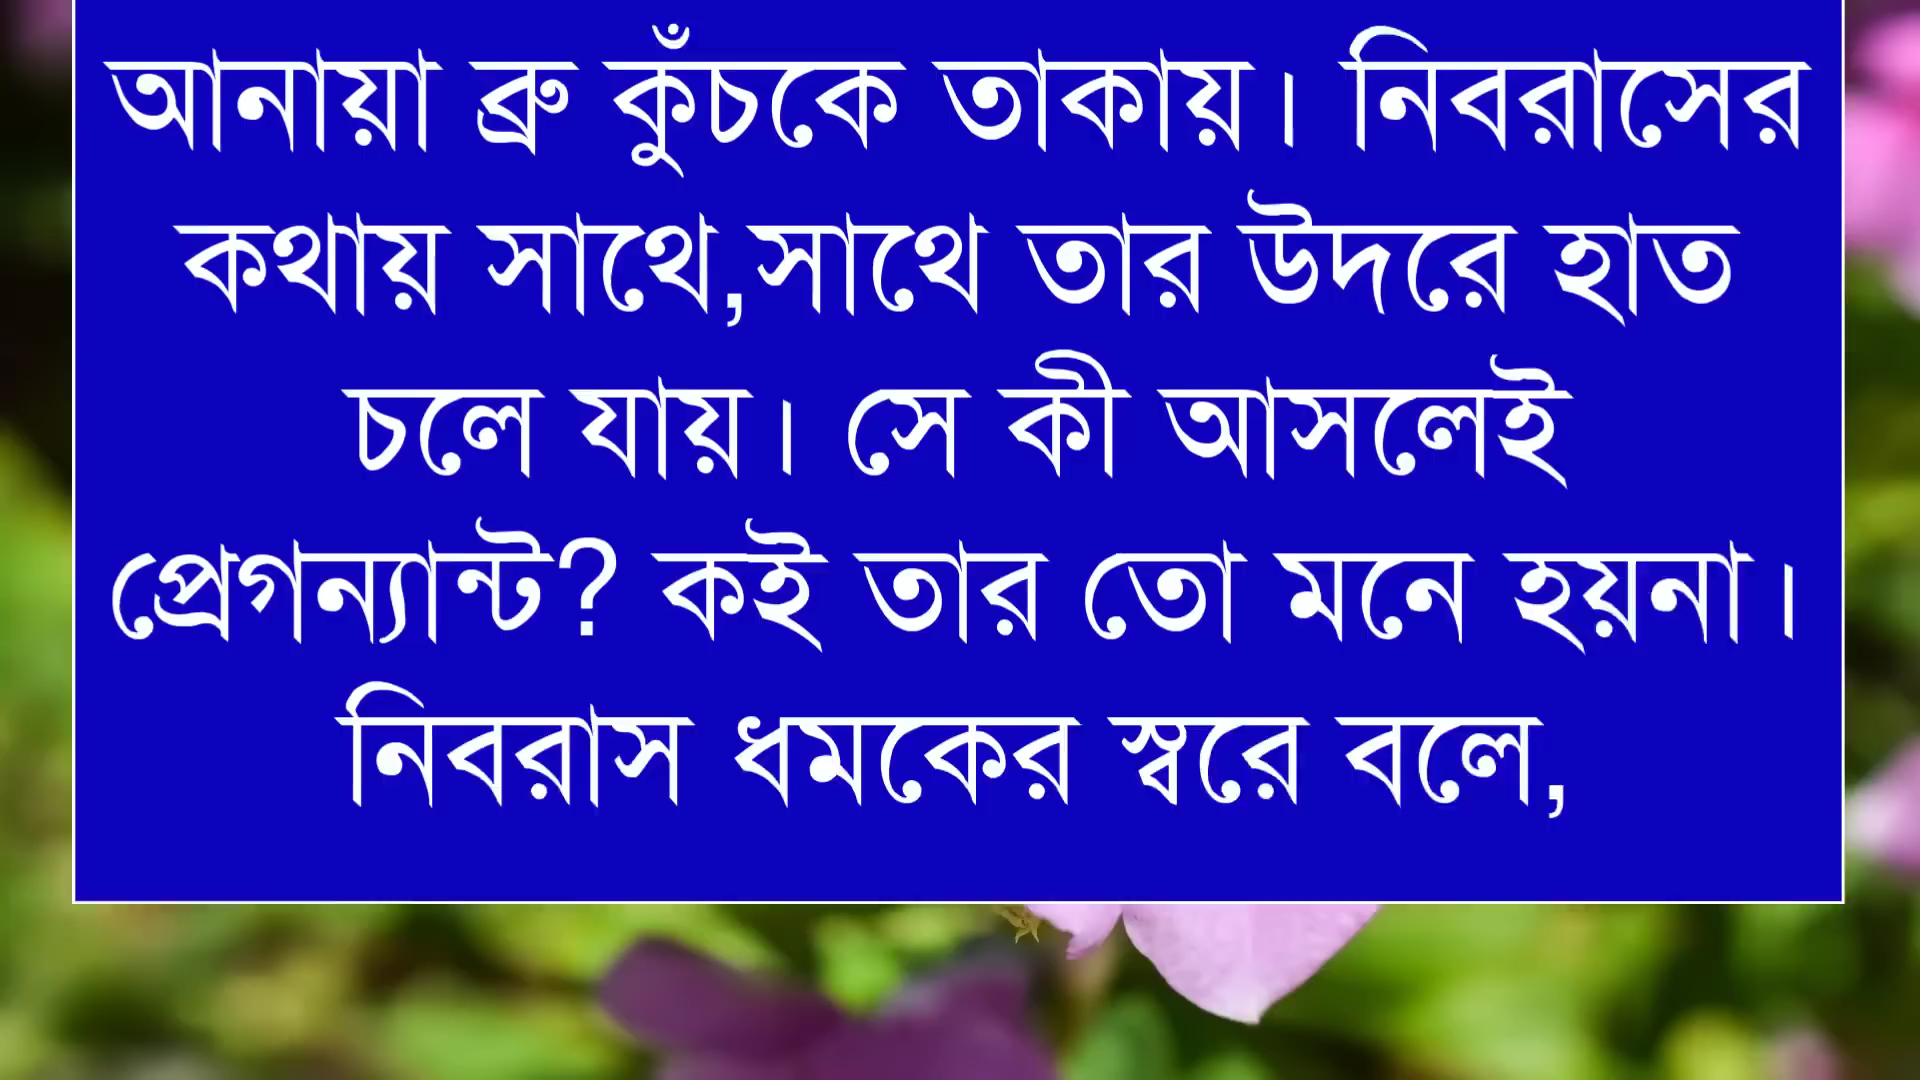 আনায়া ব্রু কুঁচকে তাকায়। নিবরাসের
কথায় সাথে,সাথে তার উদরে হাত
চলে যায়। সে কী আসলেই
প্রেগন্যান্ট? কই তার তো মনে হয়না।
নিবরাস ধমকের স্বরে বলে,